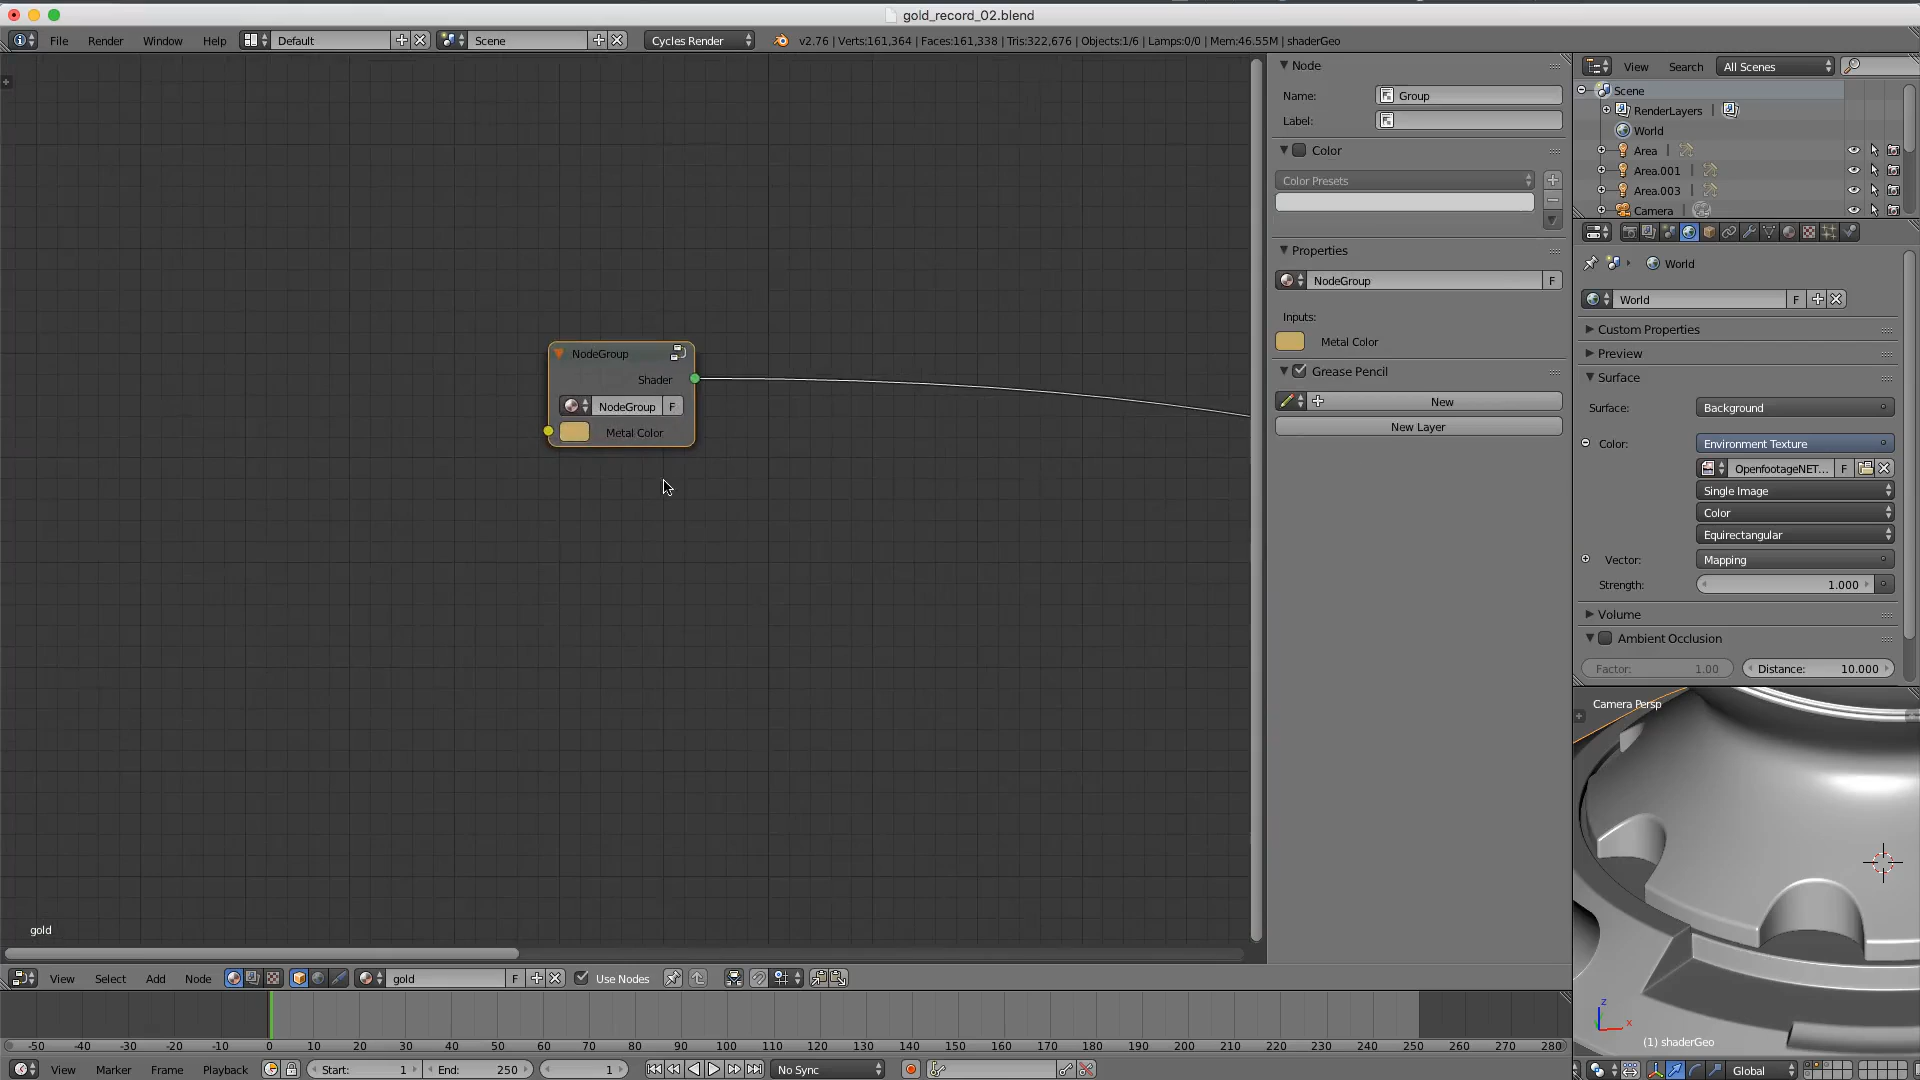 gold_record_02.blend
File Render Window Help Default Scene Cycles Render v2.76 | Verts:161,364 | Faces:161,338 | Tris:322,676 | Objects:1/6 | Lamps:0/0 | Mem:46.55M | shaderGeo
Node
Name: Group
Label:
Color
Color Presets
Properties
NodeGroup F
Inputs:
Metal Color
Grease Pencil
New
New Layer
View Search All Scenes
Scene
RenderLayers |
World
Area |
Area.001 |
Area.003 |
Camera |
World
World F
Custom Properties
Preview
Surface
Surface: Background
Color: Environment Texture
OpenfootageNET... F
Single Image
Color
Equirectangular
Vector: Mapping
Strength: 1.000
Volume
Ambient Occlusion
Factor: 1.00 Distance: 10.000
NodeGroup
Shader
NodeGroup F
Metal Color
Camera Persp
z
x
(1) shaderGeo
Global
gold
View Select Add Node gold F Use Nodes
-50 -40 -30 -20 -10 0 10 20 30 40 50 60 70 80 90 100 110 120 130 140 150 160 170 180 190 200 210 220 230 240 250 260 270 280
View Marker Frame Playback Start: 1 End: 250 1 No Sync